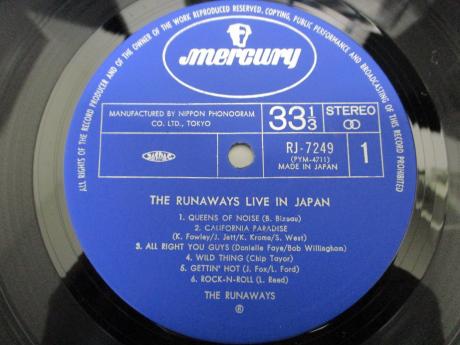 ALL RIGHTS OF THE RECORD PRODUCER AND OF THE OWNER OF THE WORK REPRODUCED RESERVED. COPYING, PUBLIC PERFORMANCE AND BROADCASTING OF THIS RECORD PROHIBITED
mercury
MANUFACTURED BY NIPPON PHONOGRAM CO. LTD., TOKYO
33 1/3
STEREO
RJ-7249
(PYM-4711)
MADE IN JAPAN
1
THE RUNAWAYS LIVE IN JAPAN
1. QUEENS OF NOISE (B. Bizeau)
2. CALIFORNIA PARADISE
K. Fowley/J. Jett/K. Krome/S. West)
3. ALL RIGHT YOU GUYS (Danielle Faye/Bob Willingham)
4. WILD THING (Chip Tayor)
5. GETTIN' HOT (J. Fox/L. Ford)
6. ROCK-N-ROLL (L. Reed)
THE RUNAWAYS
Ⓟ